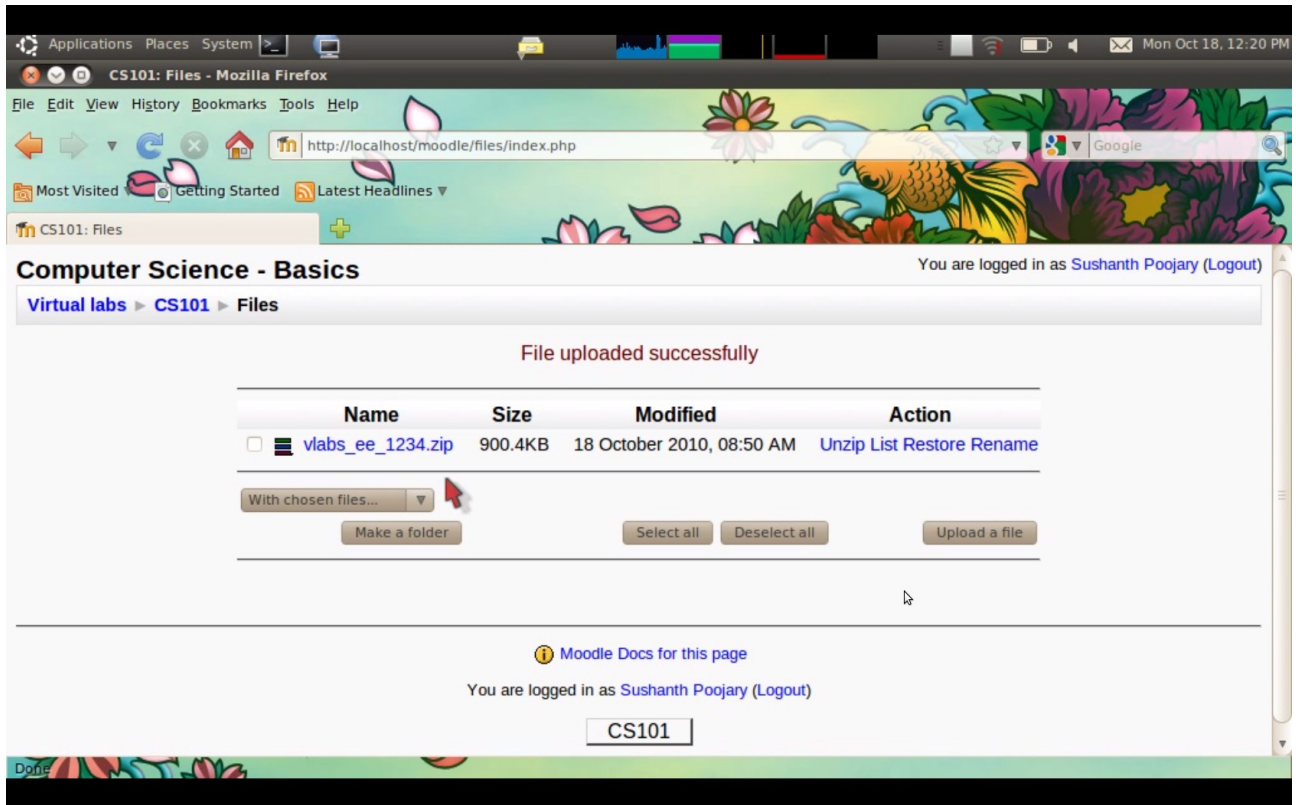 Applications Places System Mon Oct 18, 12:20 PM
CS101: Files - Mozilla Firefox
File Edit View History Bookmarks Tools Help
http://localhost/moodle/files/index.php Google
Most Visited Getting Started Latest Headlines
CS101: Files
Computer Science - Basics You are logged in as Sushanth Poojary (Logout)
Virtual labs ► CS101 ► Files
File uploaded successfully
Name Size Modified Action
vlabs_ee_1234.zip 900.4KB 18 October 2010, 08:50 AM Unzip List Restore Rename
With chosen files...
Make a folder Select all Deselect all Upload a file
Moodle Docs for this page
You are logged in as Sushanth Poojary (Logout)
CS101
Done